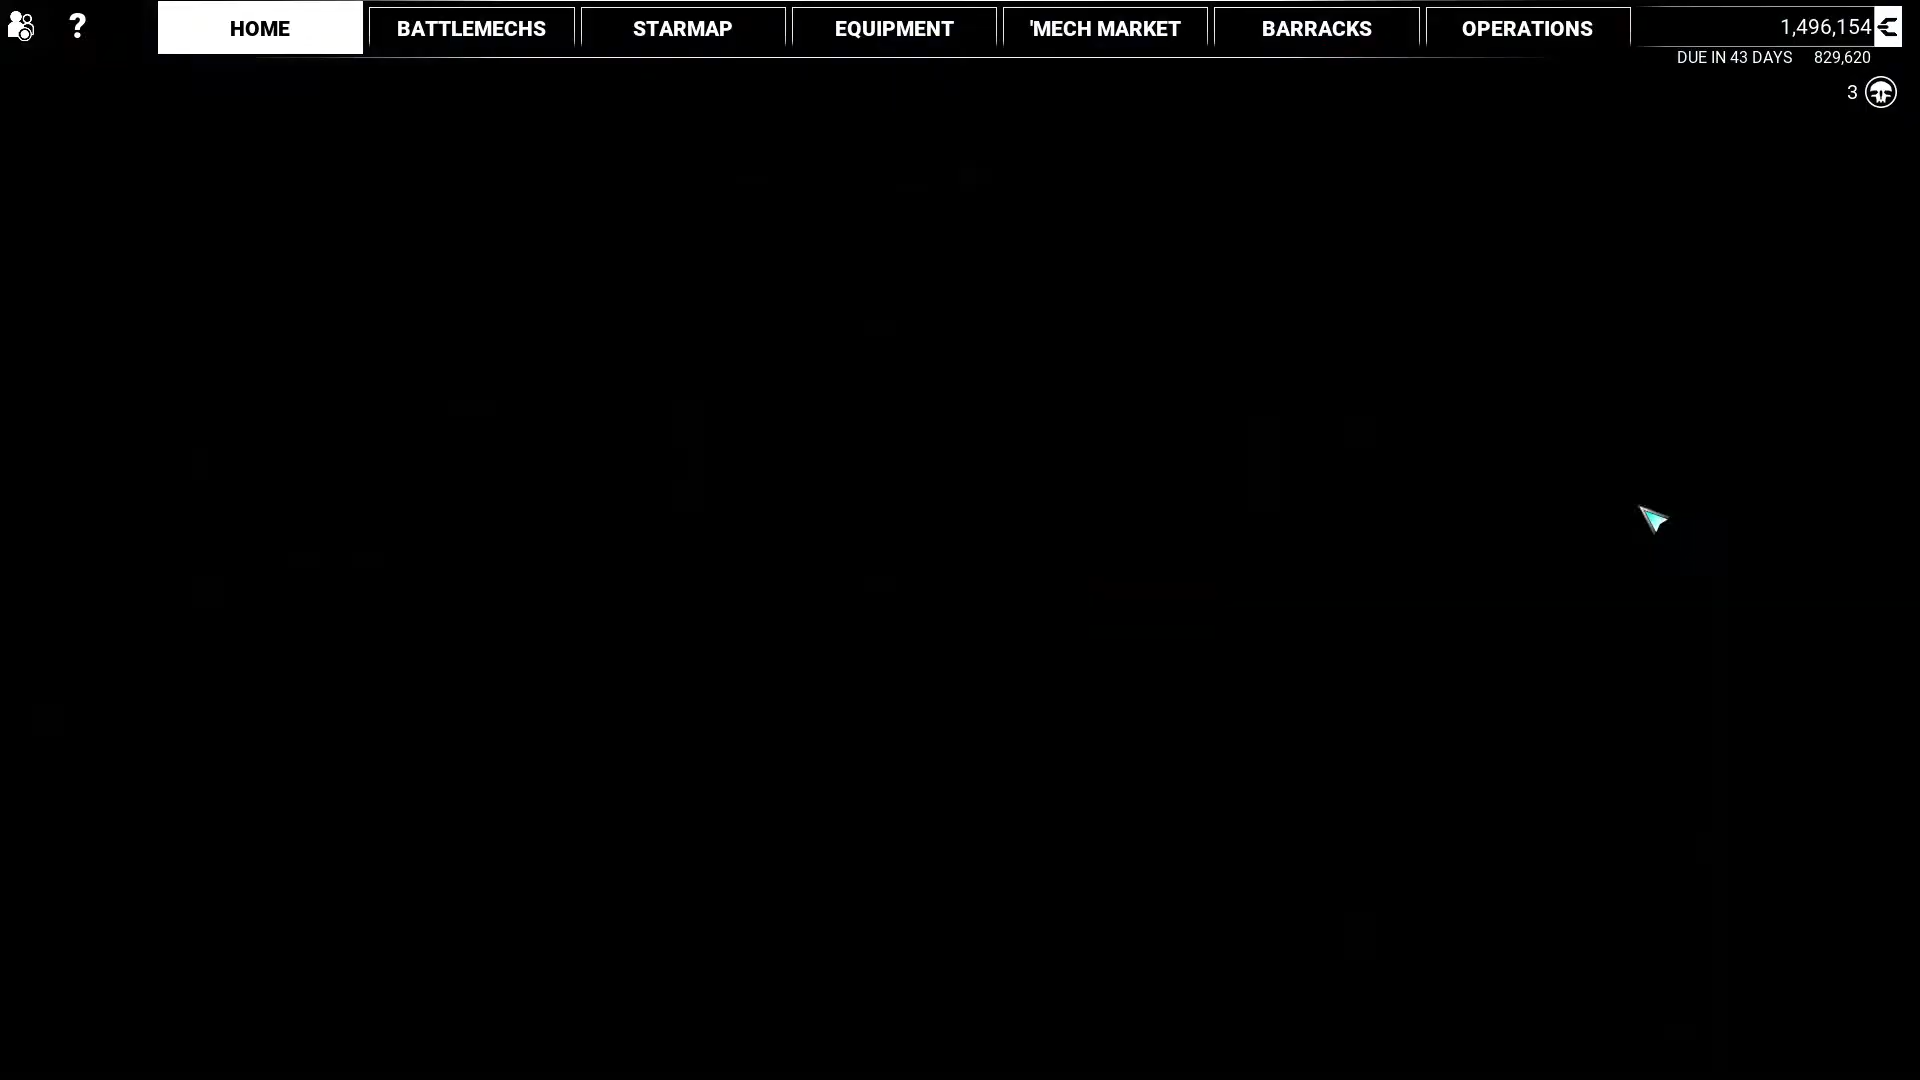 ?
HOME
BATTLEMECHS
STARMAP
EQUIPMENT
'MECH MARKET
BARRACKS
OPERATIONS
1,496,154
DUE IN 43 DAYS 829,620
3